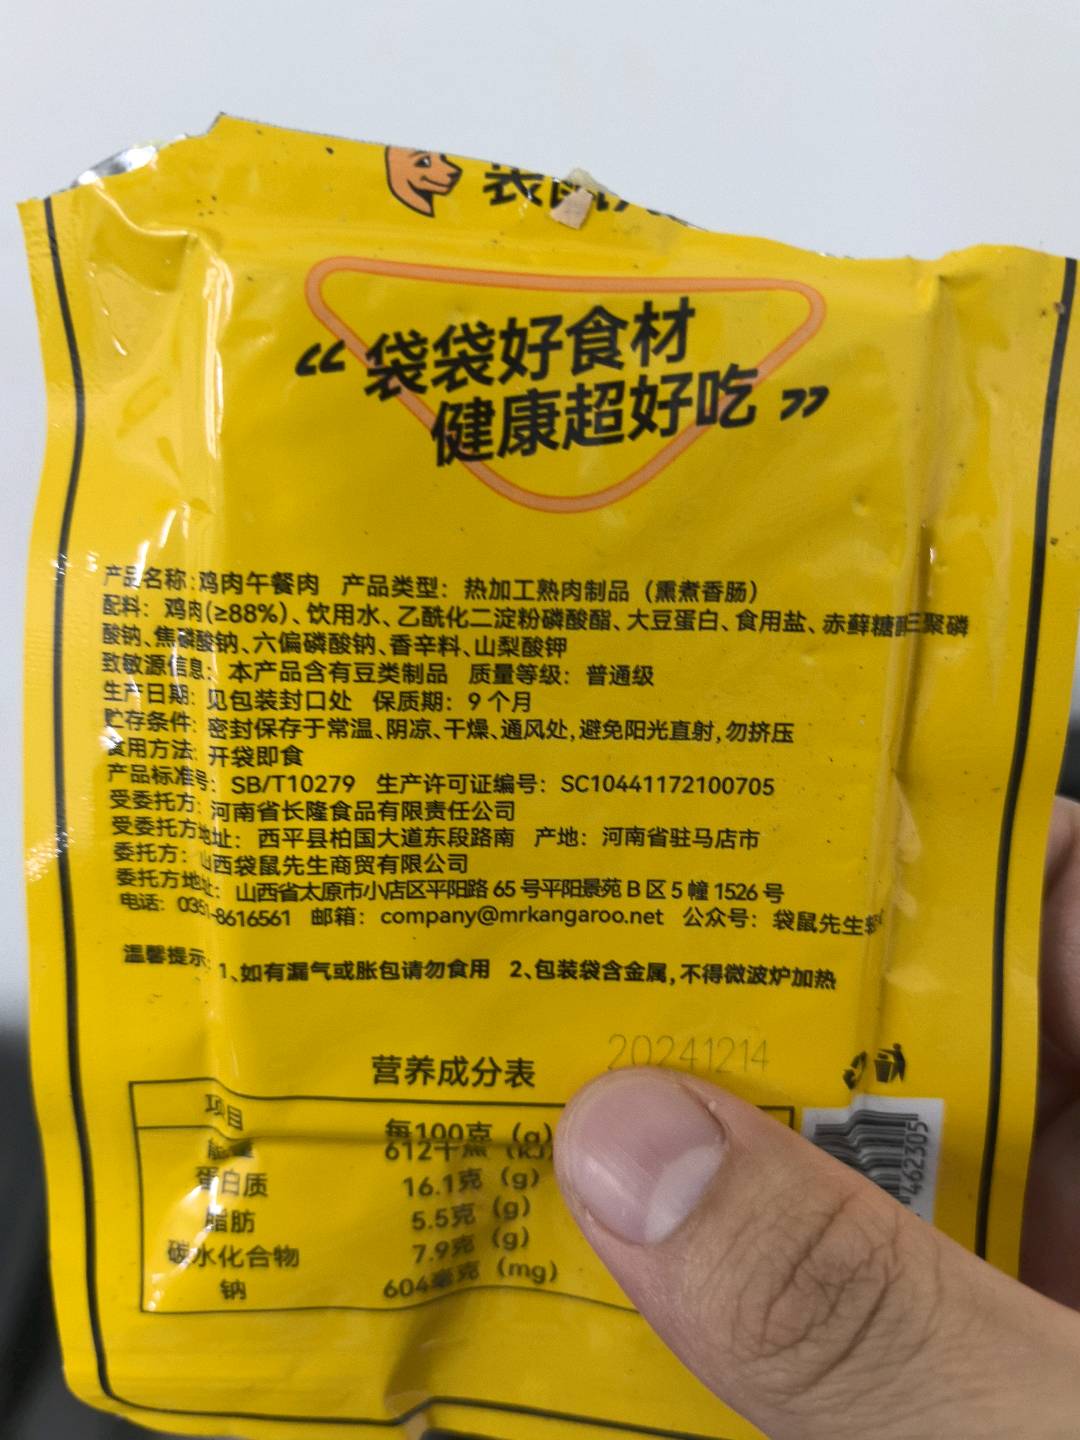 “袋袋好食材
健康超好吃”
产品名称:鸡肉午餐肉 产品类型: 热加工熟肉制品（熏煮香肠）
配料: 鸡肉(≥88%)、饮用水、乙酰化二淀粉磷酸酯、大豆蛋白、食用盐、赤藓糖醇三聚磷
酸钠、焦磷酸钠、六偏磷酸钠、香辛料、山梨酸钾
致敏源信息: 本产品含有豆类制品 质量等级: 普通级
生产日期: 见包装封口处 保质期: 9个月
贮存条件: 密封保存于常温、阴凉、干燥、通风处,避免阳光直射,勿挤压
食用方法: 开袋即食
产品标准号: SB/T10279 生产许可证编号: SC10441172100705
受委托方: 河南省长隆食品有限责任公司
受委托方地址: 西平县柏国大道东段路南 产地: 河南省驻马店市
委托方: 山西袋鼠先生商贸有限公司
委托方地址: 山西省太原市小店区平阳路65号平阳景苑B区5幢1526号
电话: 0351-8616561 邮箱: company@mrkangaroo.net 公众号: 袋鼠先生
温馨提示: 1、如有漏气或胀包请勿食用 2、包装袋含金属,不得微波炉加热
20241214
营养成分表
项目 每100克 (g)
能量 612千焦 (kJ)
蛋白质 16.1克 (g)
脂肪 5.5克 (g)
碳水化合物 7.9克 (g)
钠 604毫克 (mg)
462305